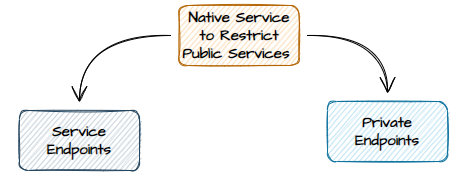 Native Service
to Restrict
Public Services
Service
Endpoints
Private
Endpoints